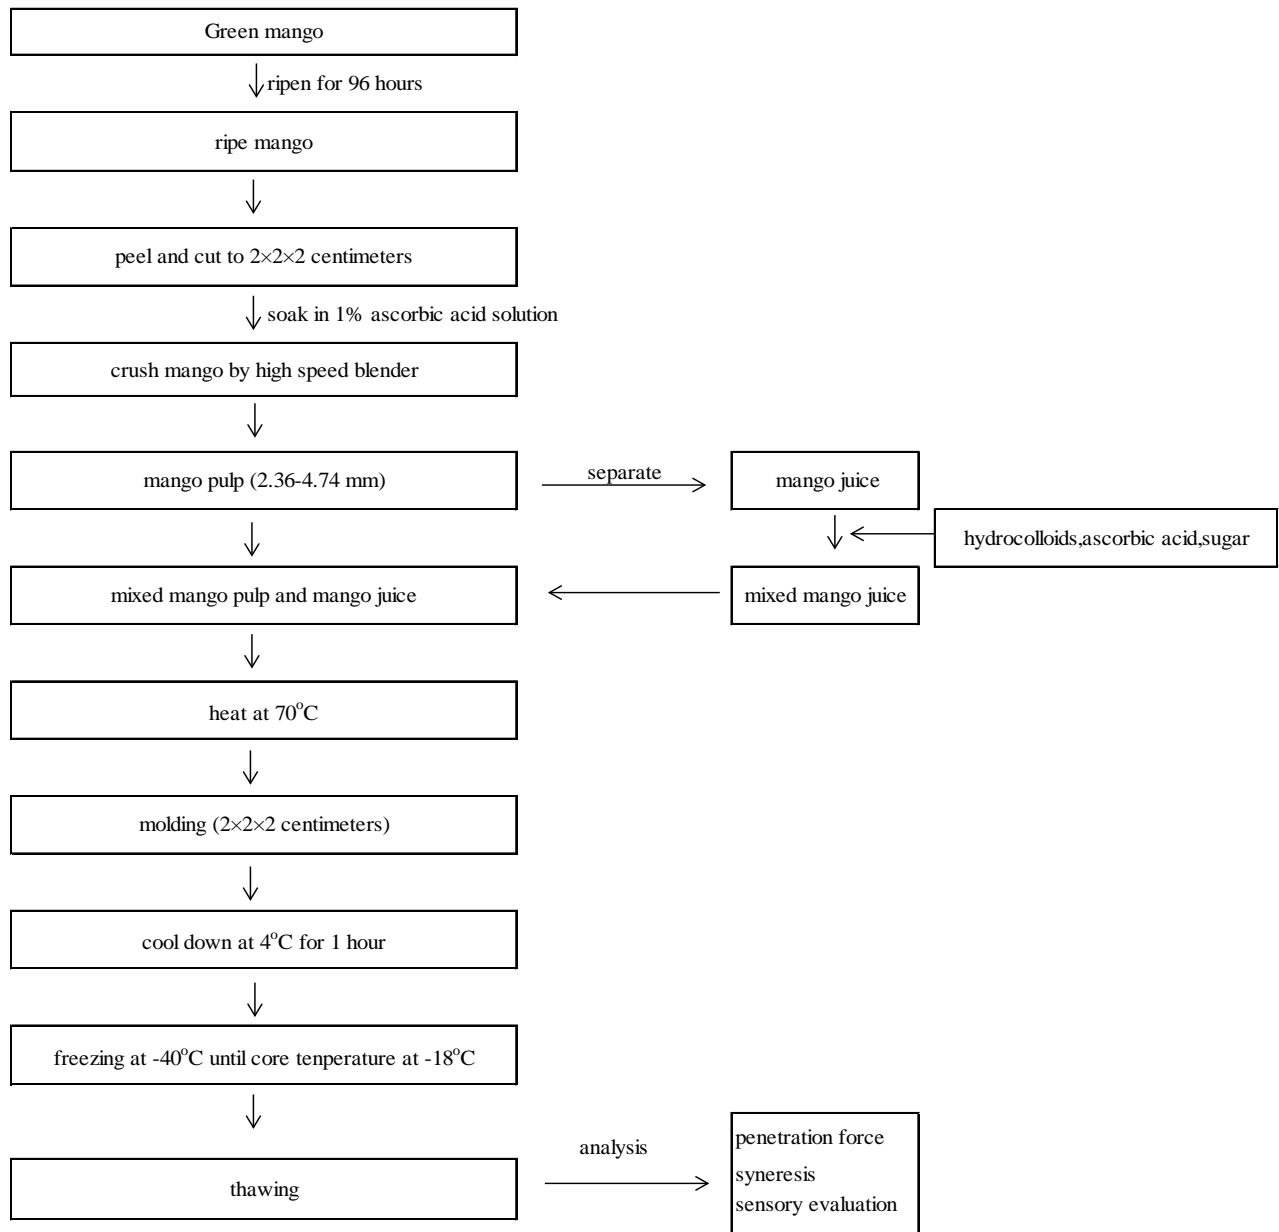 Green mango
ripen for 96 hours
ripe mango
peel and cut to 2×2×2 centimeters
soak in 1% ascorbic acid solution
crush mango by high speed blender
mango pulp (2.36-4.74 mm)
separate
mango juice
hydrocolloids,ascorbic acid,sugar
mixed mango pulp and mango juice
mixed mango juice
heat at 70°C
molding (2×2×2 centimeters)
cool down at 4°C for 1 hour
freezing at -40°C until core tenperature at -18°C
thawing
analysis
penetration force
syneresis
sensory evaluation